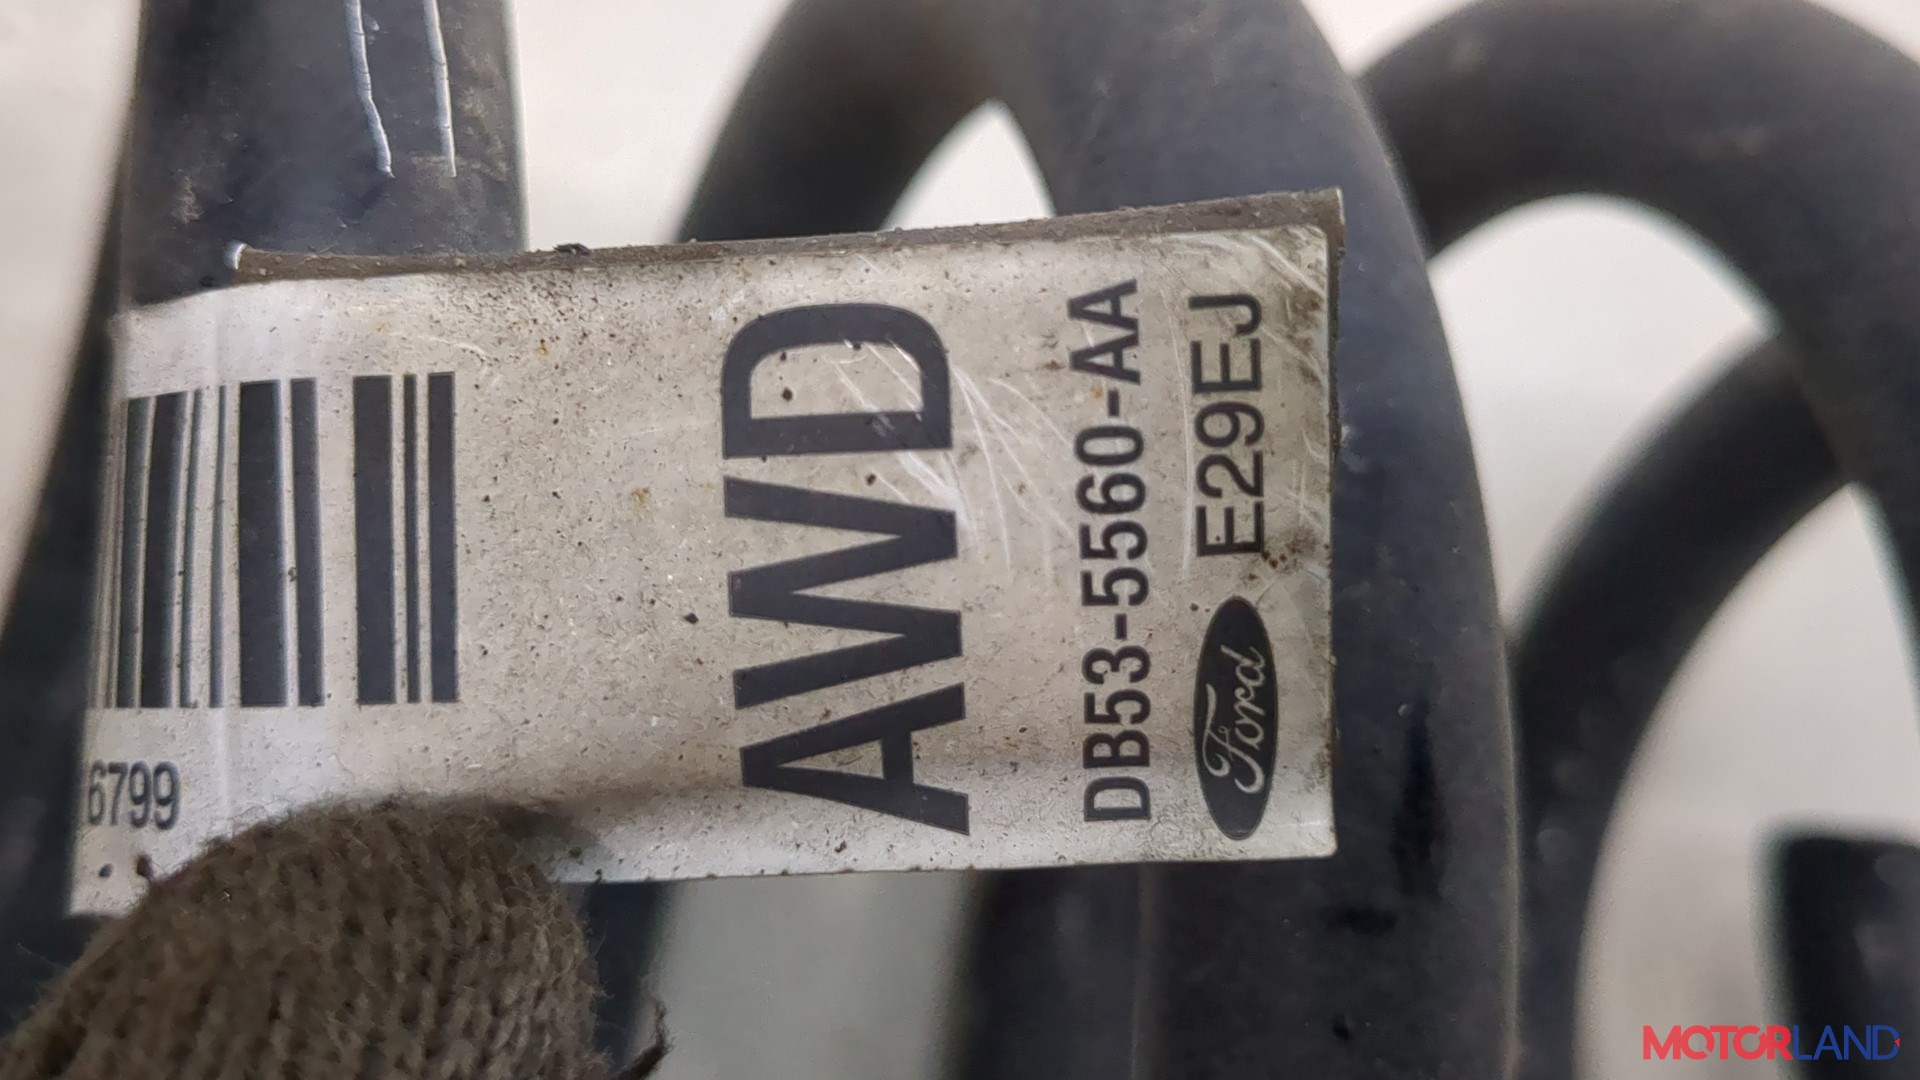 AWD
DB53-5560-AA
Ford E29EJ
6799
MOTORLAND